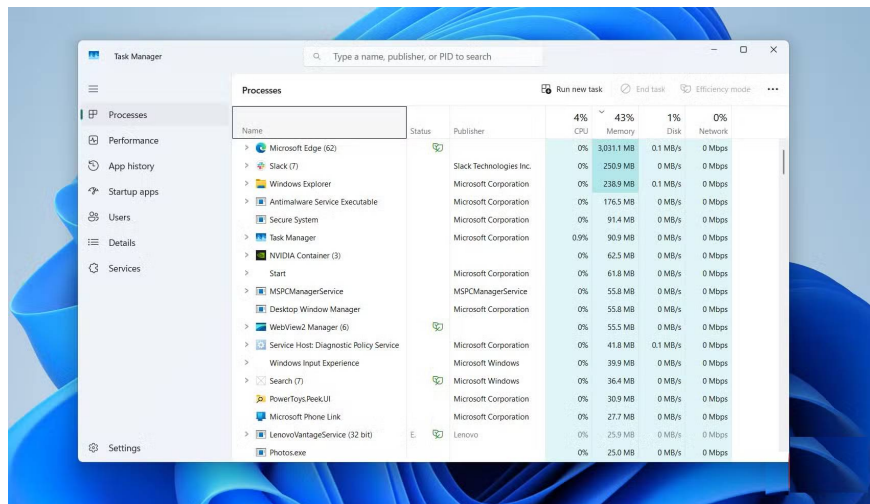 Task Manager
Type a name, publisher, or PID to search
Processes
Run new task
End task
Efficiency mode
Processes
Performance
App history
Startup apps
Users
Details
Services
Settings
4% 43% 1% 0%
Name Status Publisher CPU Memory Disk Network
Microsoft Edge (62) 0% 3,031.1 MB 0.1 MB/s 0 Mbps
Slack (7) Slack Technologies Inc. 0% 250.9 MB 0 MB/s 0 Mbps
Windows Explorer Microsoft Corporation 0% 238.9 MB 0.1 MB/s 0 Mbps
Antimalware Service Executable Microsoft Corporation 0% 176.5 MB 0 MB/s 0 Mbps
Secure System Microsoft Corporation 0% 91.4 MB 0 MB/s 0 Mbps
Task Manager Microsoft Corporation 0.9% 90.9 MB 0 MB/s 0 Mbps
NVIDIA Container (3) 0% 62.5 MB 0 MB/s 0 Mbps
Start Microsoft Corporation 0% 61.8 MB 0 MB/s 0 Mbps
MSPCManagerService MSPCManagerService 0% 55.8 MB 0 MB/s 0 Mbps
Desktop Window Manager Microsoft Corporation 0% 55.8 MB 0 MB/s 0 Mbps
WebView2 Manager (6) 0% 55.5 MB 0 MB/s 0 Mbps
Service Host: Diagnostic Policy Service Microsoft Corporation 0% 41.8 MB 0.1 MB/s 0 Mbps
Windows Input Experience Microsoft Windows 0% 39.9 MB 0 MB/s 0 Mbps
Search (7) Microsoft Windows 0% 36.4 MB 0 MB/s 0 Mbps
PowerToys.Peek.UI Microsoft Corporation 0% 30.9 MB 0 MB/s 0 Mbps
Microsoft Phone Link Microsoft Corporation 0% 27.7 MB 0 MB/s 0 Mbps
LenovoVantageService (32 bit) E. Lenovo 0% 25.9 MB 0 MB/s 0 Mbps
Photos.exe 0% 25.0 MB 0 MB/s 0 Mbps